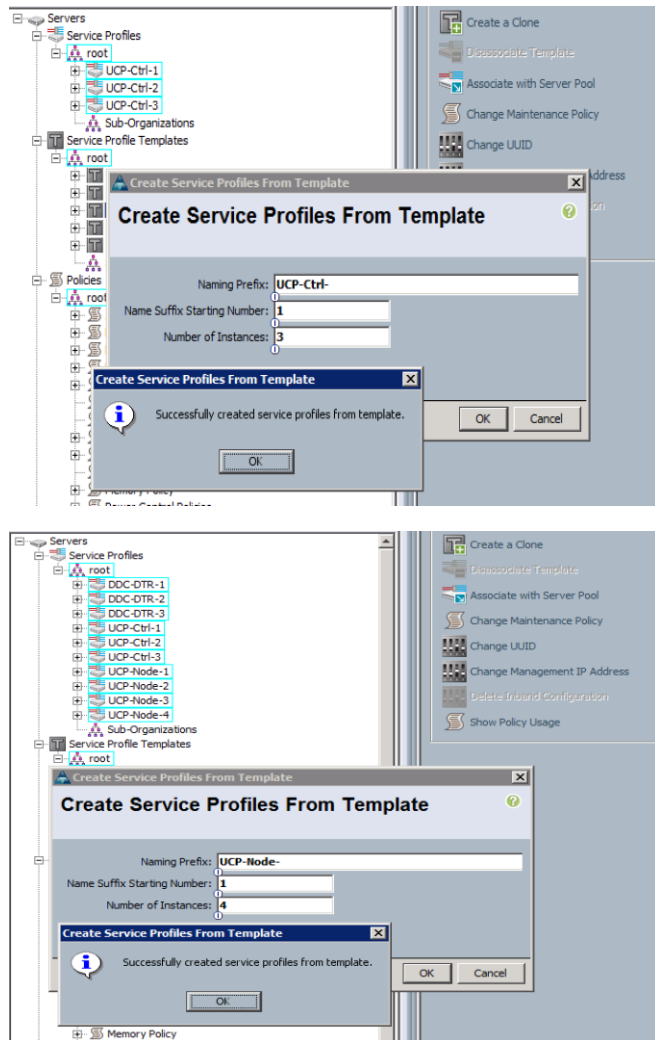 Servers
Service Profiles
root
UCP-Ctrl-1
UCP-Ctrl-2
UCP-Ctrl-3
Sub-Organizations
Service Profile Templates
root
Policies
root
Create a Clone
Disassociate Template
Associate with Server Pool
Change Maintenance Policy
Change UUID
Address
Create Service Profiles From Template
Create Service Profiles From Template
Naming Prefix: UCP-Ctrl-
Name Suffix Starting Number: 1
Number of Instances: 3
OK Cancel
Create Service Profiles From Template
Successfully created service profiles from template.
OK
Memory Policy
Power Control Policies
Servers
Service Profiles
root
DDC-DTR-1
DDC-DTR-2
DDC-DTR-3
UCP-Ctrl-1
UCP-Ctrl-2
UCP-Ctrl-3
UCP-Node-1
UCP-Node-2
UCP-Node-3
UCP-Node-4
Sub-Organizations
Service Profile Templates
root
Create a Clone
Disassociate Template
Associate with Server Pool
Change Maintenance Policy
Change UUID
Change Management IP Address
Delete Inband Configuration
Show Policy Usage
Create Service Profiles From Template
Create Service Profiles From Template
Naming Prefix: UCP-Node-
Name Suffix Starting Number: 1
Number of Instances: 4
OK Cancel
Create Service Profiles From Template
Successfully created service profiles from template.
OK
Memory Policy